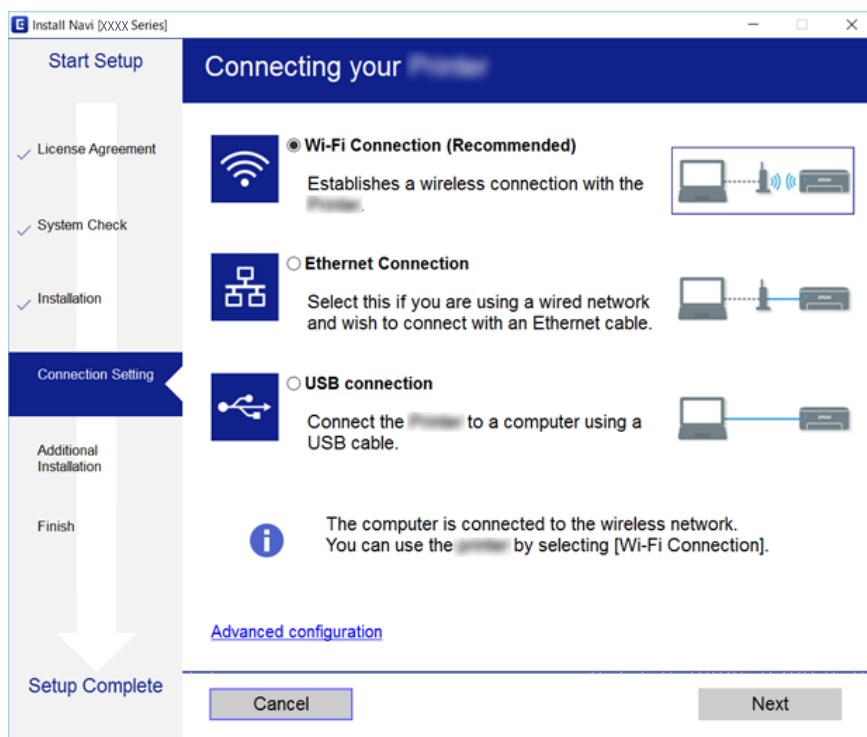 Install Navi [XXXX Series]
Start Setup
License Agreement
System Check
Installation
Connection Setting
Additional
Installation
Finish
Setup Complete
Connecting your
Wi-Fi Connection (Recommended)
Establishes a wireless connection with the
.
Ethernet Connection
Select this if you are using a wired network
and wish to connect with an Ethernet cable.
USB connection
Connect the to a computer using a
USB cable.
The computer is connected to the wireless network.
You can use the by selecting [Wi-Fi Connection].
Advanced configuration
Cancel
Next